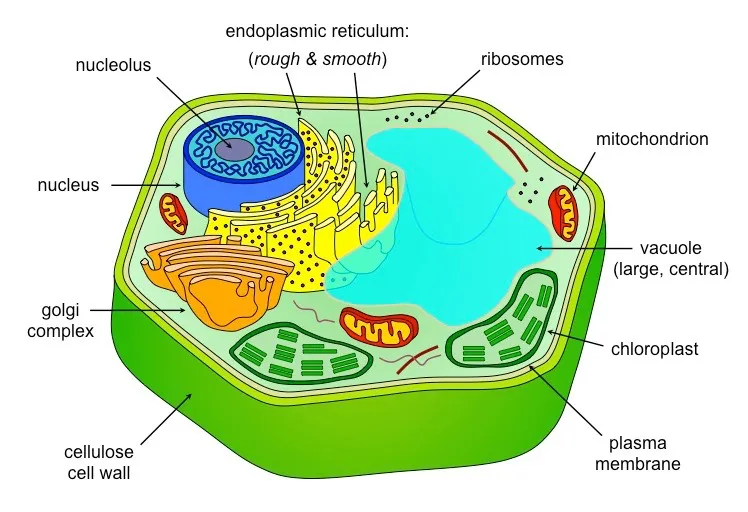 endoplasmic reticulum:
(rough & smooth)
nucleolus
ribosomes
mitochondrion
nucleus
vacuole
(large, central)
golgi
complex
chloroplast
cellulose
cell wall
plasma
membrane